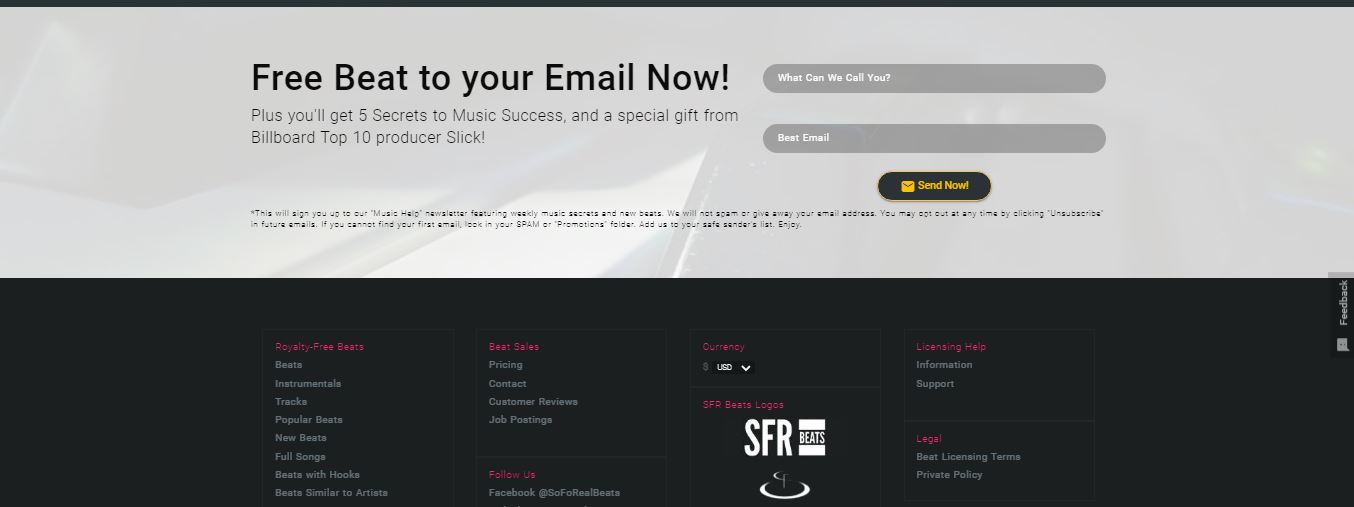 Free Beat to your Email Now!
Plus you'll get 5 Secrets to Music Success, and a special gift from
Billboard Top 10 producer Slick!
What Can We Call You?
Best Email
Send Now!
*This will sign you up to our "Music Help" newsletter featuring weekly music secrets and new beats. We will not spam or give away your email address. You may opt out at any time by clicking "Unsubscribe"
in future emails. If you cannot find your first email, look in your SPAM or "Promotions" folder. Add us to your safe sender's list. Enjoy.
Feedback
Royalty-Free Beats
Beats
Instrumentals
Tracks
Popular Beats
New Beats
Full Songs
Beats with Hooks
Beats Similar to Artists
Beat Sales
Pricing
Contact
Customer Reviews
Job Postings
Follow Us
Facebook @SoFoRealBeats
Currency
$ USD
SFR Beats Logos
SFR BEATS
Licensing Help
Information
Support
Legal
Beat Licensing Terms
Private Policy